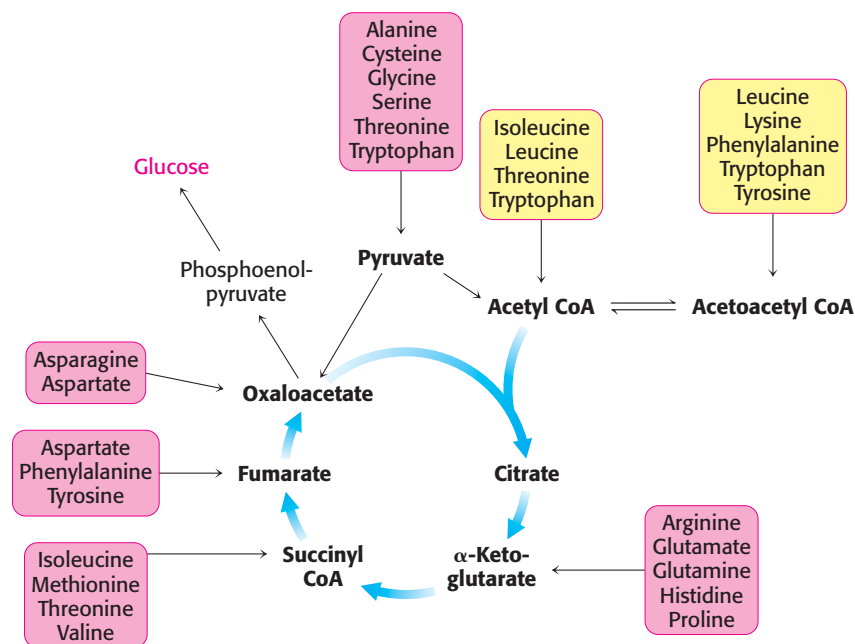 Alanine
Cysteine
Glycine
Serine
Threonine
Tryptophan
Isoleucine
Leucine
Threonine
Tryptophan
Leucine
Lysine
Phenylalanine
Tryptophan
Tyrosine
Glucose
Phosphoenol-
pyruvate
Pyruvate
Acetyl CoA
Acetoacetyl CoA
Asparagine
Aspartate
Oxaloacetate
Aspartate
Phenylalanine
Tyrosine
Fumarate
Citrate
Isoleucine
Methionine
Threonine
Valine
Succinyl
CoA
α-Keto-
glutarate
Arginine
Glutamate
Glutamine
Histidine
Proline